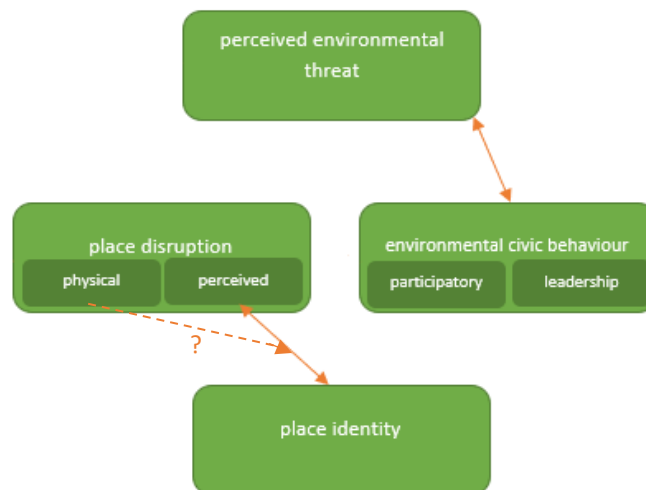 perceived environmental
threat
place disruption
physical
perceived
environmental civic behaviour
participatory
leadership
?
place identity